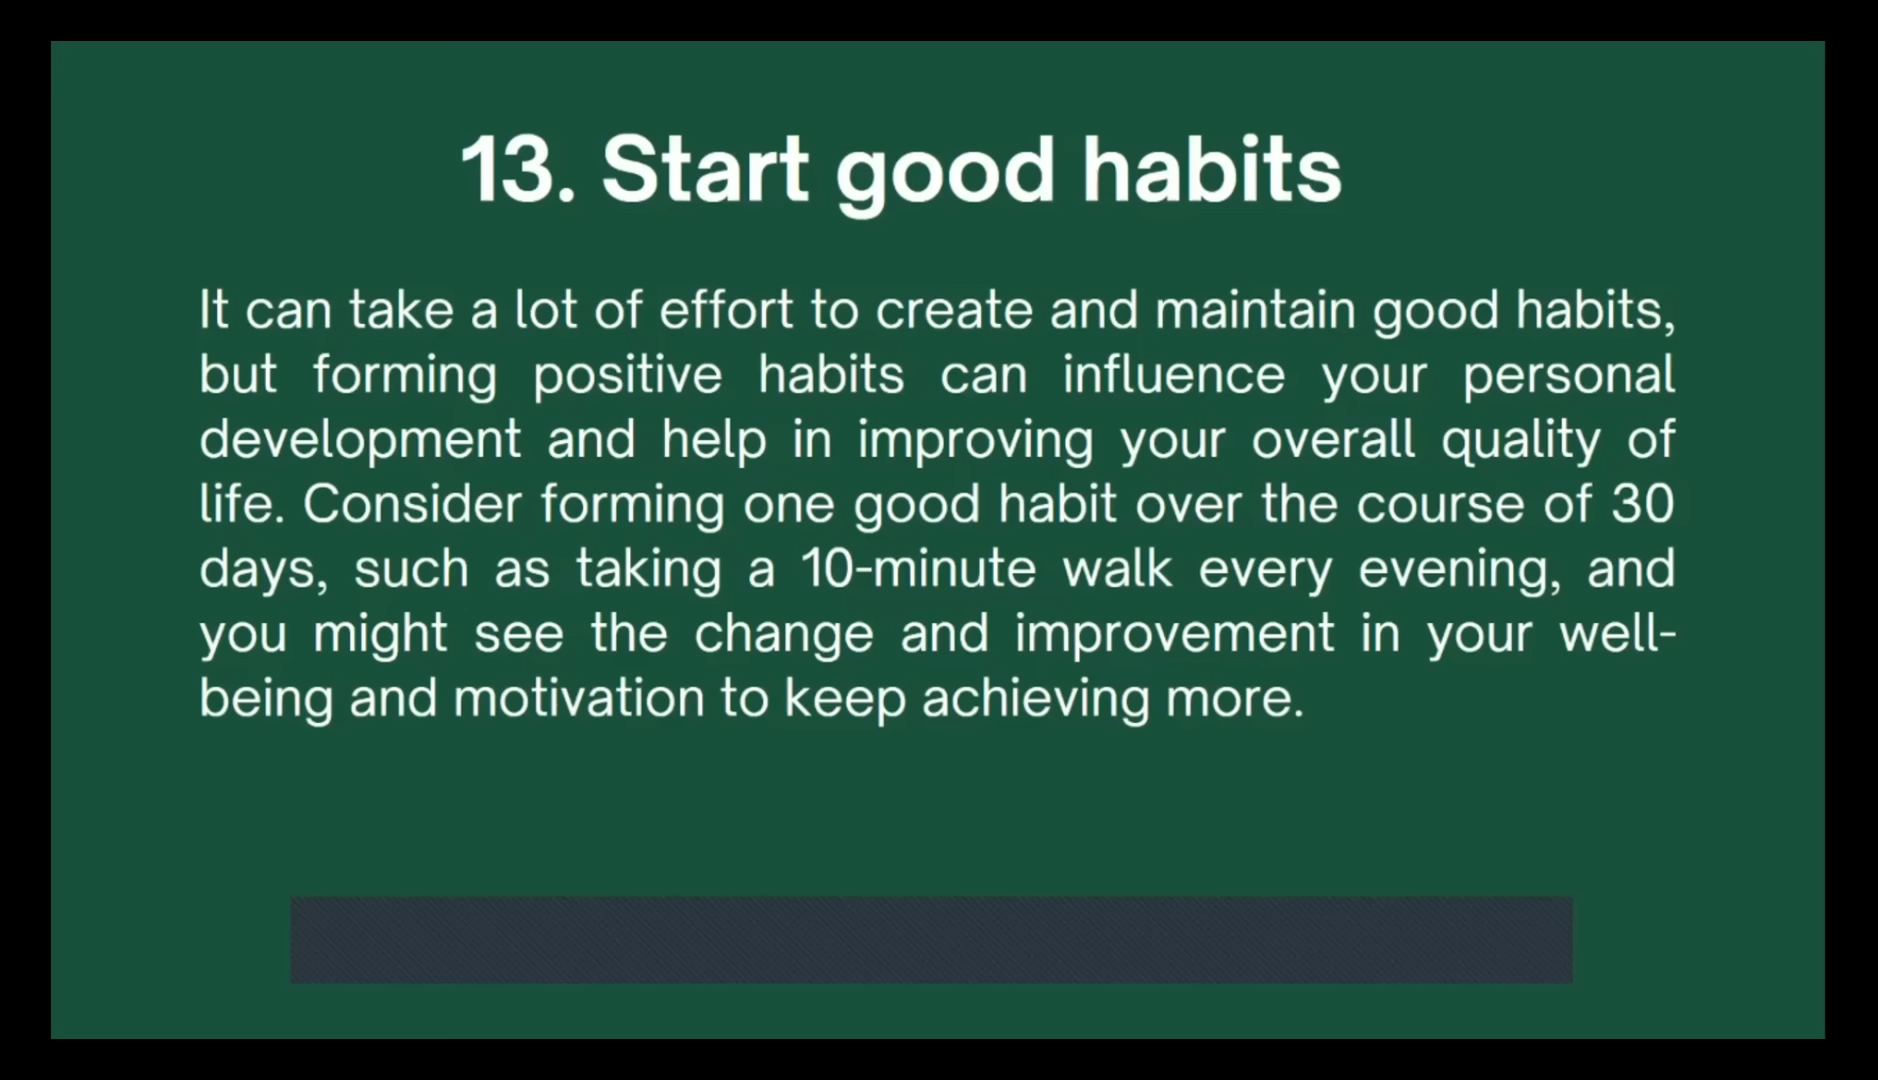 13. Start good habits
It can take a lot of effort to create and maintain good habits,
but forming positive habits can influence your personal
development and help in improving your overall quality of
life. Consider forming one good habit over the course of 30
days, such as taking a 10-minute walk every evening, and
you might see the change and improvement in your well-
being and motivation to keep achieving more.